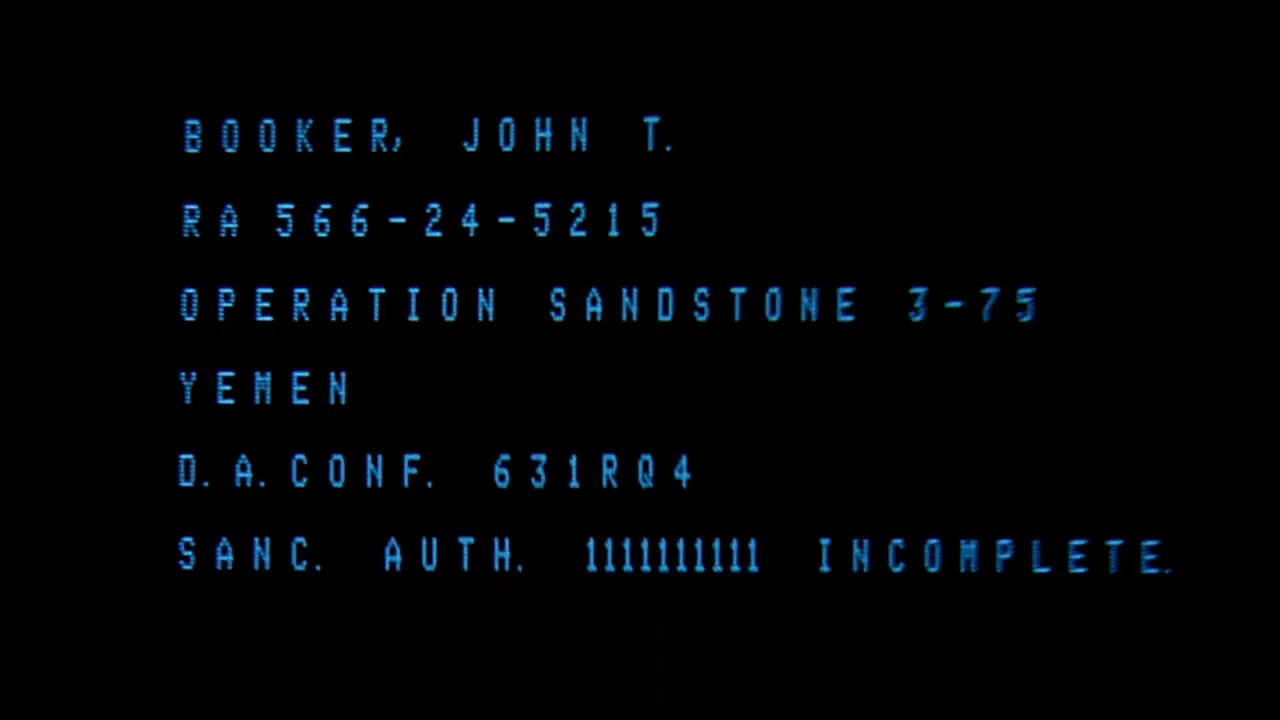 BOOKER, JOHN T.
RA 566-24-5215
OPERATION SANDSTONE 3-75
YEMEN
D.A.CONF. 631RQ4
SANC. AUTH. 1111111111 INCOMPLETE.